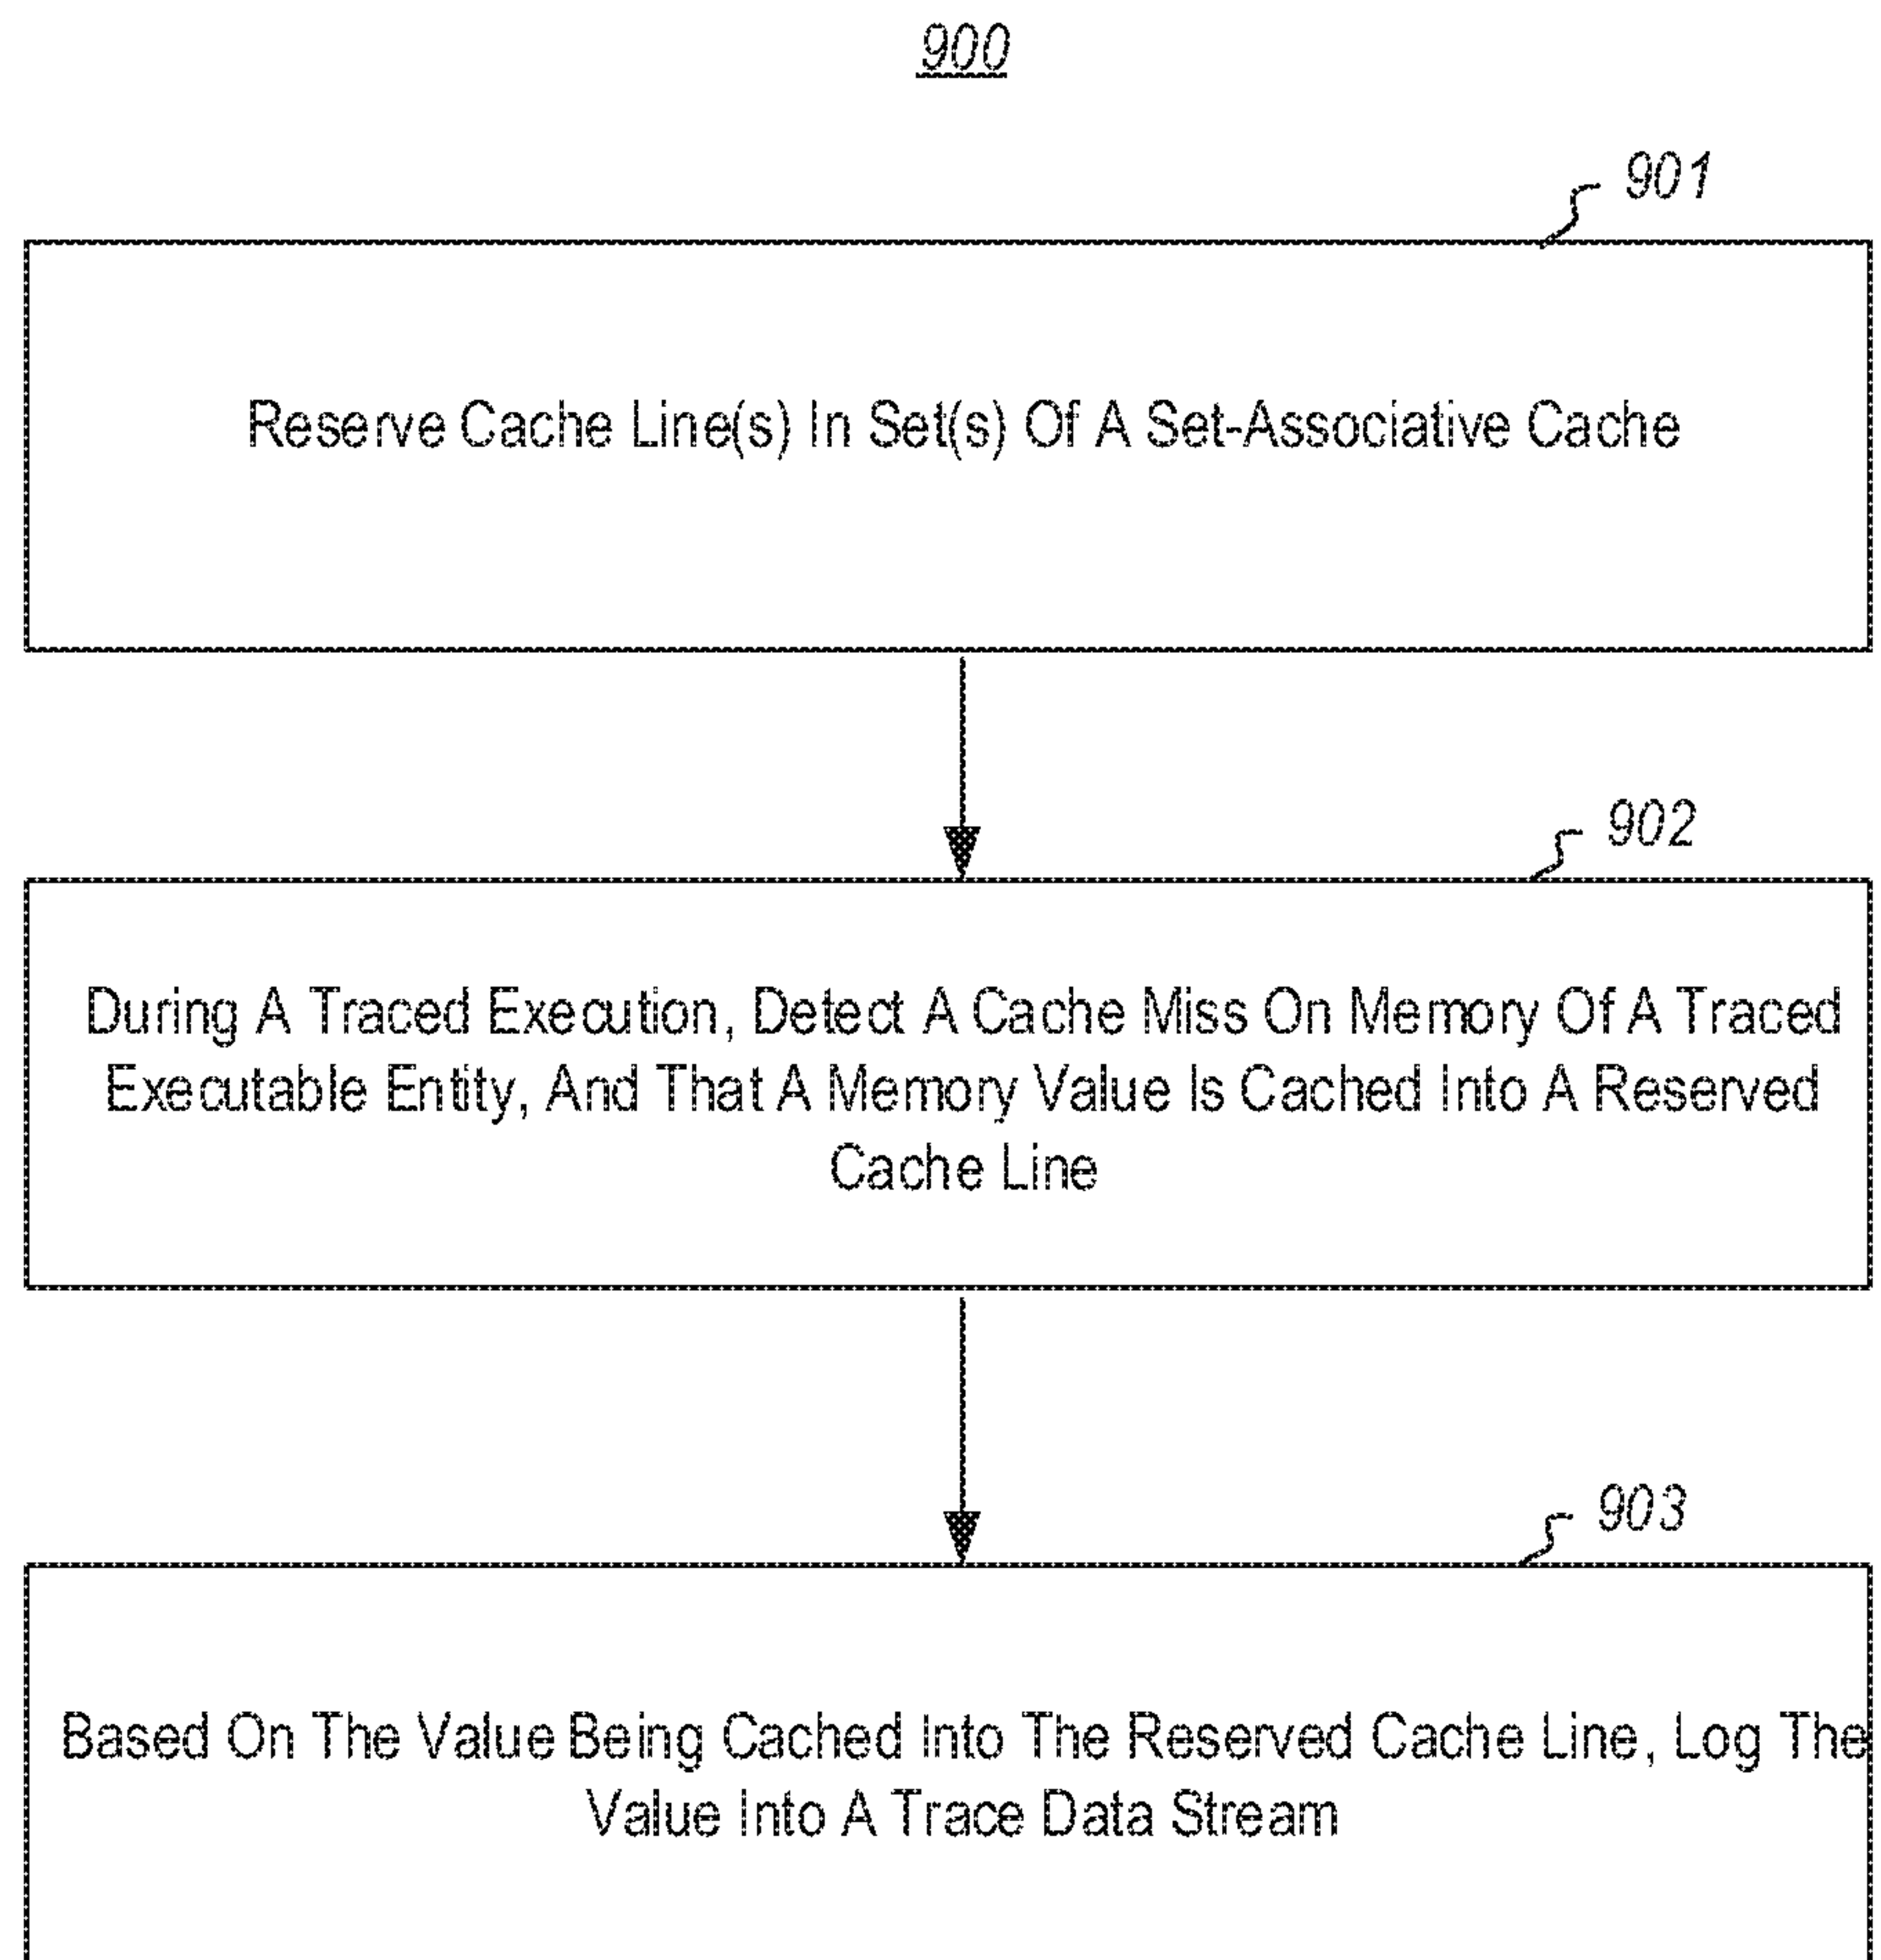 900
901
Reserve Cache Line(s) In Set(s) Of A Set-Associative Cache
902
During A Traced Execution, Detect A Cache Miss On Memory Of A Traced
Executable Entity, And That A Memory Value Is Cached Into A Reserved
Cache Line
903
Based On The Value Being Cached Into The Reserved Cache Line, Log The
Value Into A Trace Data Stream